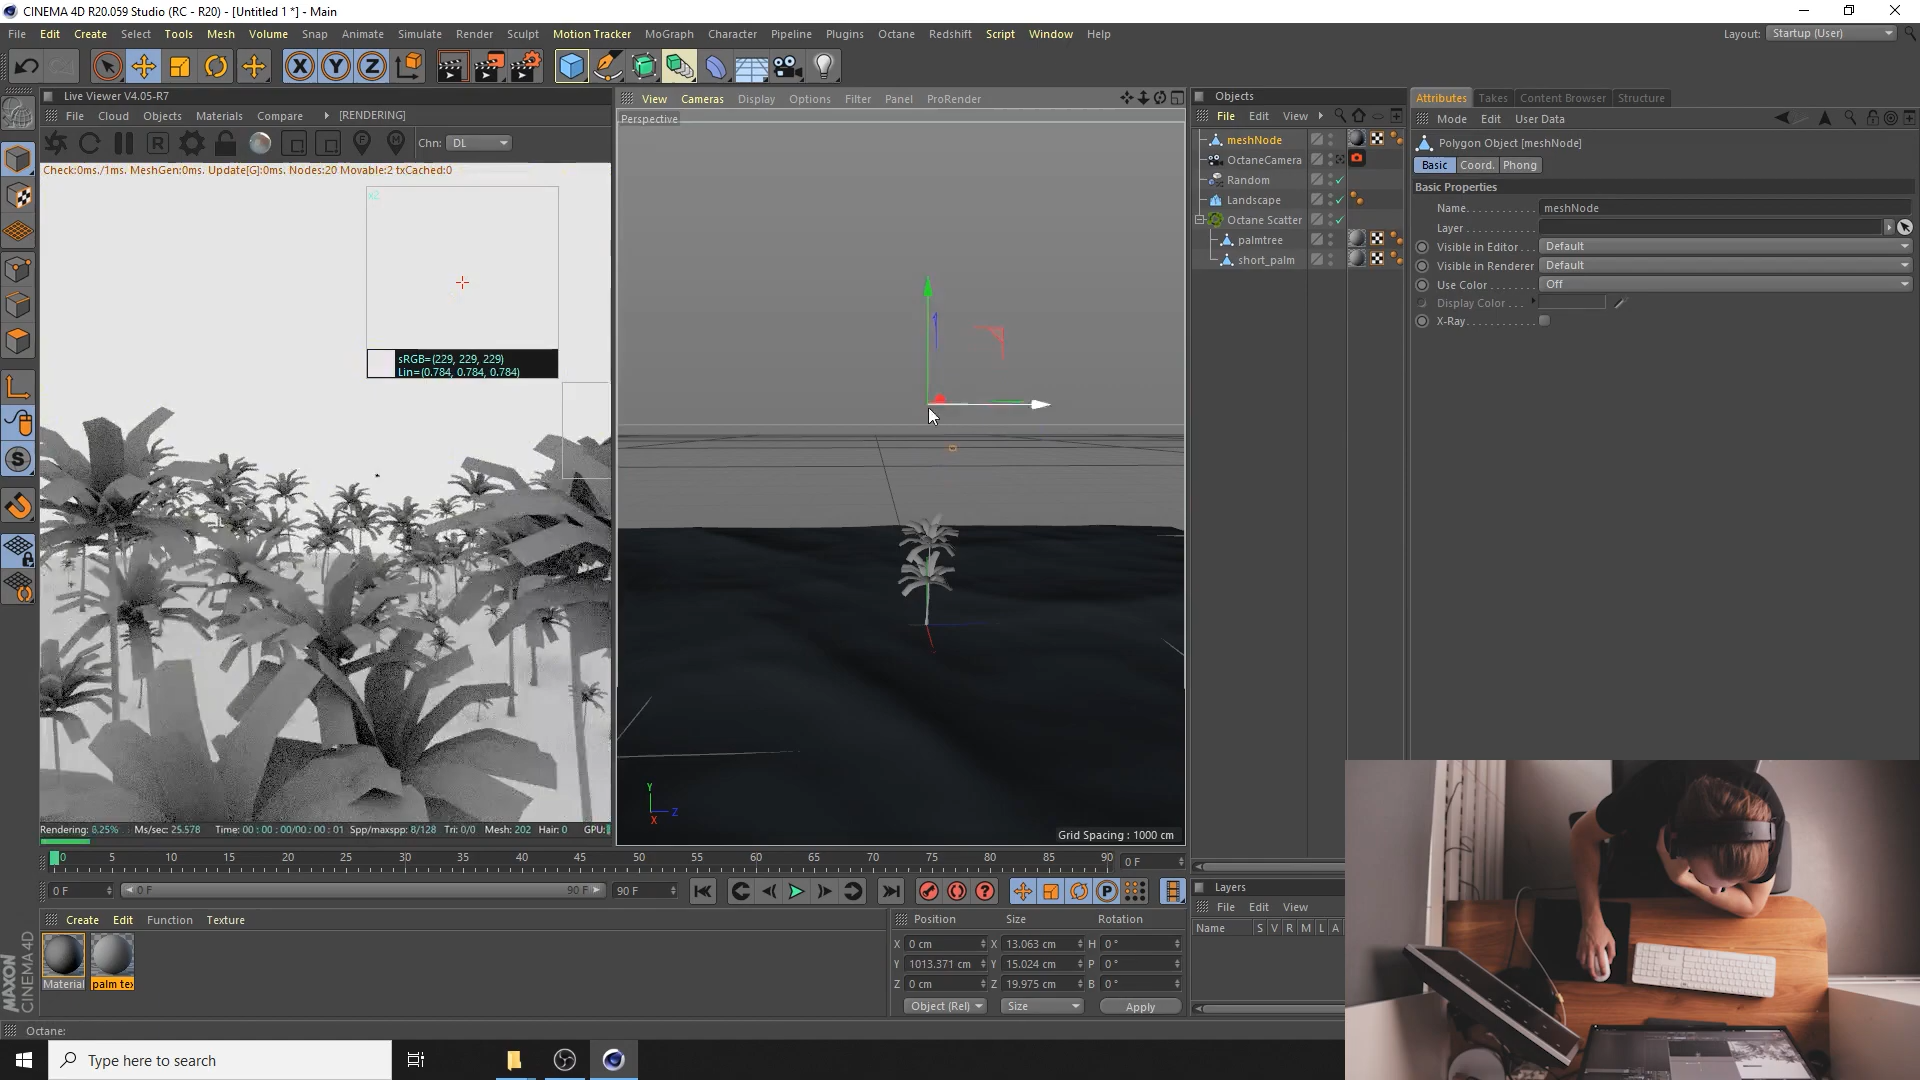 CINEMA 4D R20.059 Studio (RC - R20) - [Untitled 1 *] - Main
File Edit Create Select Tools Mesh Volume Snap Animate Simulate Render Sculpt Motion Tracker MoGraph Character Pipeline Plugins Octane Redshift Script Window Help
Layout: Startup (User)
Live Viewer V4.05-R7
File Cloud Objects Materials Compare [RENDERING]
Chn: DL
Check:0ms./1ms. MeshGen:0ms. Update[G]:0ms. Nodes:20 Movable:2 txCached:0
x2
sRGB=(229, 229, 229)
Lin=(0.784, 0.784, 0.784)
Rendering: 6.25% Ms/sec: 25.578 Time: 00 : 00 : 00/00 : 00 : 01 Spp/maxspp: 8/128 Tri: 0/0 Mesh: 202 Hair: 0 GPU:
View Cameras Display Options Filter Panel ProRender
Perspective
Y
Z
X
Grid Spacing : 1000 cm
Objects
File Edit View
meshNode
OctaneCamera
Random
Landscape
Octane Scatter
palmtree
short_palm
Attributes Takes Content Browser Structure
Mode Edit User Data
Polygon Object [meshNode]
Basic Coord. Phong
Basic Properties
Name meshNode
Layer
Visible in Editor Default
Visible in Renderer Default
Use Color Off
Display Color
X-Ray
0 5 10 15 20 25 30 35 40 45 50 55 60 65 70 75 80 85 90 0 F
0 F 0 F 90 F 90 F
Create Edit Function Texture
Material
palm tex
Position Size Rotation
X 0 cm X 13.063 cm H 0 °
Y 1013.371 cm Y 15.024 cm P 0 °
Z 0 cm Z 19.975 cm B 0 °
Object (Rel) Size Apply
Layers
File Edit View
Name S V R M L A
MAXON
CINEMA 4D
Octane:
Type here to search